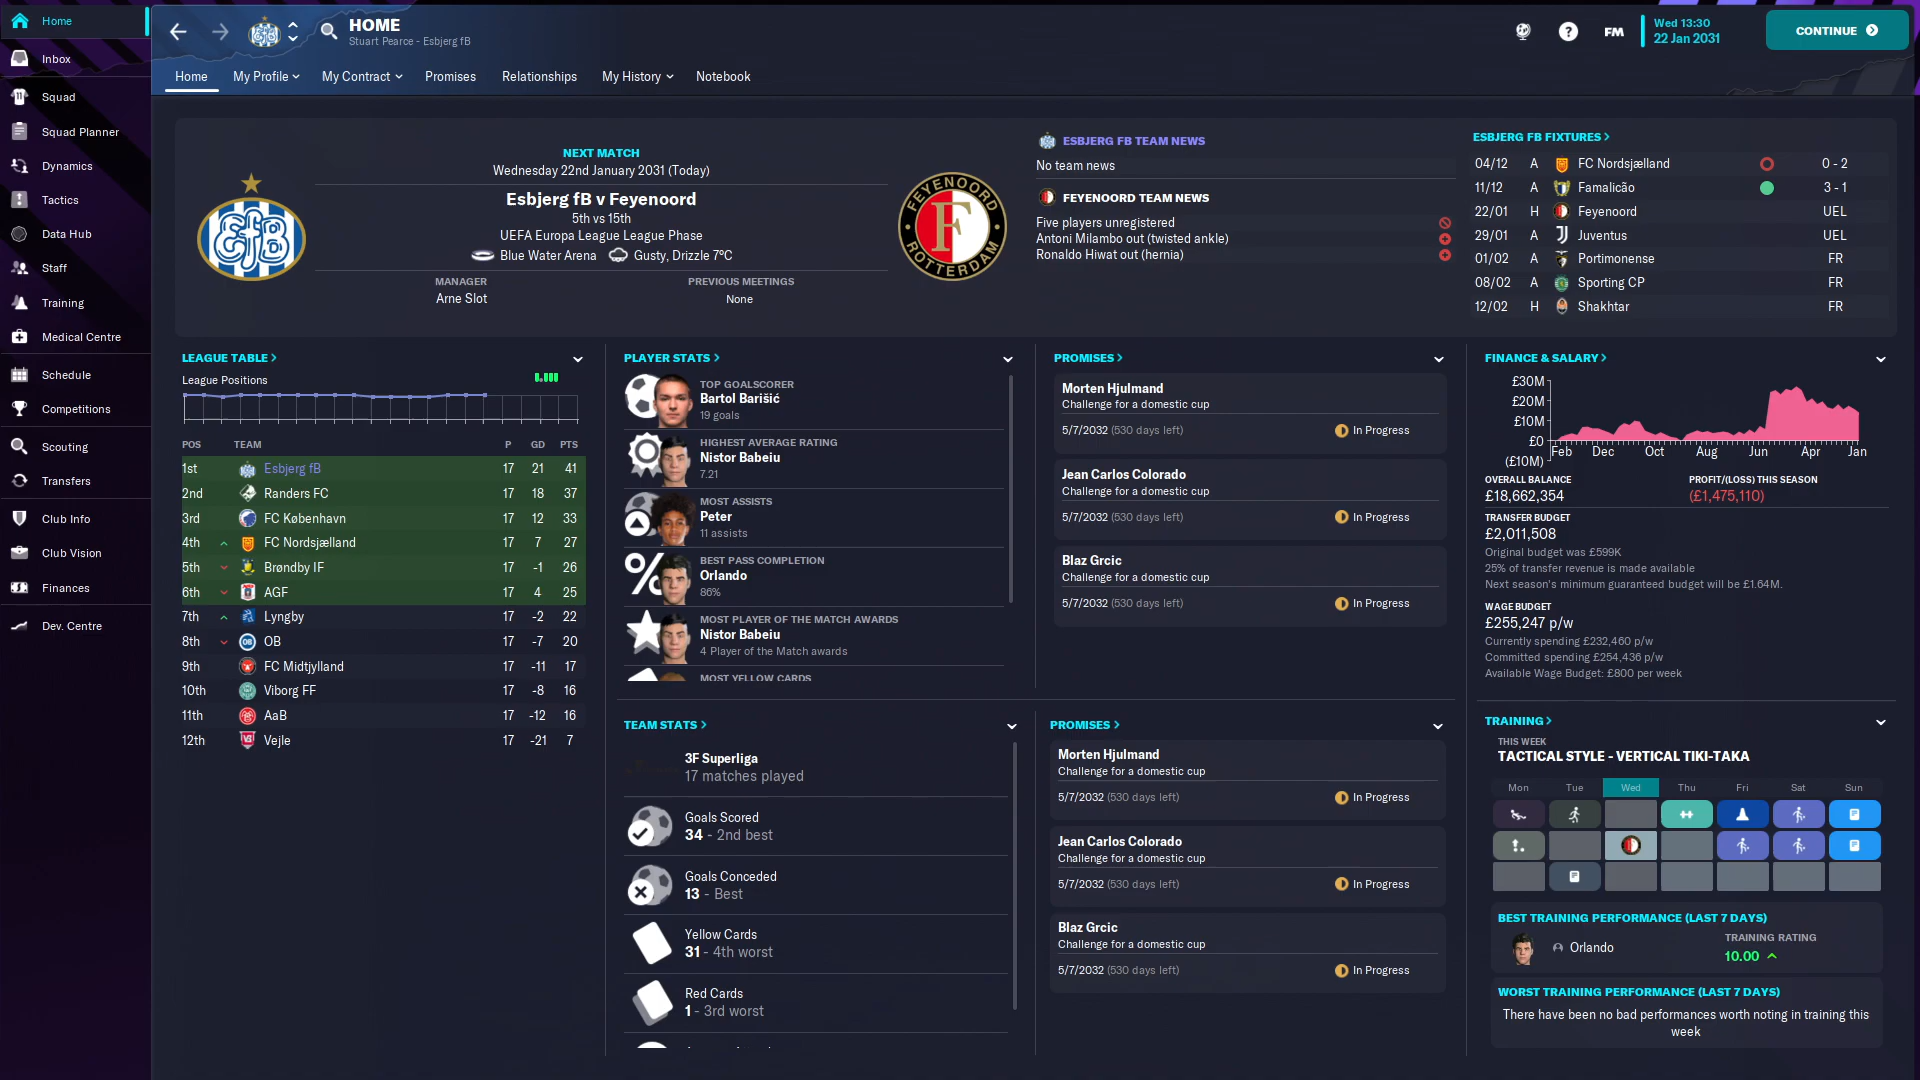 Home
Inbox
Squad
Squad Planner
Dynamics
Tactics
Data Hub
Staff
Training
Medical Centre
Schedule
Competitions
Scouting
Transfers
Club Info
Club Vision
Finances
Dev. Centre
HOME
Stuart Pearce - Esbjerg fB
FM
Wed 13:30
22 Jan 2031
CONTINUE
Home My Profile My Contract Promises Relationships My History Notebook
NEXT MATCH
Wednesday 22nd January 2031 (Today)
Esbjerg fB v Feyenoord
5th vs 15th
UEFA Europa League League Phase
Blue Water Arena Gusty, Drizzle 7°C
MANAGER
Arne Slot
PREVIOUS MEETINGS
None
FEYENOORD
ROTTERDAM
ESBJERG FB TEAM NEWS
No team news
FEYENOORD TEAM NEWS
Five players unregistered
Antoni Milambo out (twisted ankle)
Ronaldo Hiwat out (hernia)
ESBJERG FB FIXTURES
04/12 A FC Nordsjælland 0 - 2
11/12 A Famalicão 3 - 1
22/01 H Feyenoord UEL
29/01 A Juventus UEL
01/02 A Portimonense FR
08/02 A Sporting CP FR
12/02 H Shakhtar FR
LEAGUE TABLE
League Positions
POS TEAM P GD PTS
1st Esbjerg fB 17 21 41
2nd Randers FC 17 18 37
3rd FC København 17 12 33
4th FC Nordsjælland 17 7 27
5th Brøndby IF 17 -1 26
6th AGF 17 4 25
7th Lyngby 17 -2 22
8th OB 17 -7 20
9th FC Midtjylland 17 -11 17
10th Viborg FF 17 -8 16
11th AaB 17 -12 16
12th Vejle 17 -21 7
PLAYER STATS
TOP GOALSCORER
Bartol Barišić
19 goals
HIGHEST AVERAGE RATING
Nistor Babeiu
7.21
MOST ASSISTS
Peter
11 assists
BEST PASS COMPLETION
Orlando
86%
MOST PLAYER OF THE MATCH AWARDS
Nistor Babeiu
4 Player of the Match awards
MOST YELLOW CARDS
TEAM STATS
3F Superliga
17 matches played
Goals Scored
34 - 2nd best
Goals Conceded
13 - Best
Yellow Cards
31 - 4th worst
Red Cards
1 - 3rd worst
PROMISES
Morten Hjulmand
Challenge for a domestic cup
5/7/2032 (530 days left) In Progress
Jean Carlos Colorado
Challenge for a domestic cup
5/7/2032 (530 days left) In Progress
Blaz Grcic
Challenge for a domestic cup
5/7/2032 (530 days left) In Progress
PROMISES
Morten Hjulmand
Challenge for a domestic cup
5/7/2032 (530 days left) In Progress
Jean Carlos Colorado
Challenge for a domestic cup
5/7/2032 (530 days left) In Progress
Blaz Grcic
Challenge for a domestic cup
5/7/2032 (530 days left) In Progress
FINANCE & SALARY
£30M
£20M
£10M
£0
(£10M)
Feb Dec Oct Aug Jun Apr Jan
OVERALL BALANCE
£18,662,354
PROFIT/(LOSS) THIS SEASON
(£1,475,110)
TRANSFER BUDGET
£2,011,508
Original budget was £599K
25% of transfer revenue is made available
Next season's minimum guaranteed budget will be £1.64M.
WAGE BUDGET
£255,247 p/w
Currently spending £232,460 p/w
Committed spending £254,436 p/w
Available Wage Budget: £800 per week
TRAINING
THIS WEEK
TACTICAL STYLE - VERTICAL TIKI-TAKA
Mon Tue Wed Thu Fri Sat Sun
BEST TRAINING PERFORMANCE (LAST 7 DAYS)
Orlando
TRAINING RATING
10.00
WORST TRAINING PERFORMANCE (LAST 7 DAYS)
There have been no bad performances worth noting in training this
week